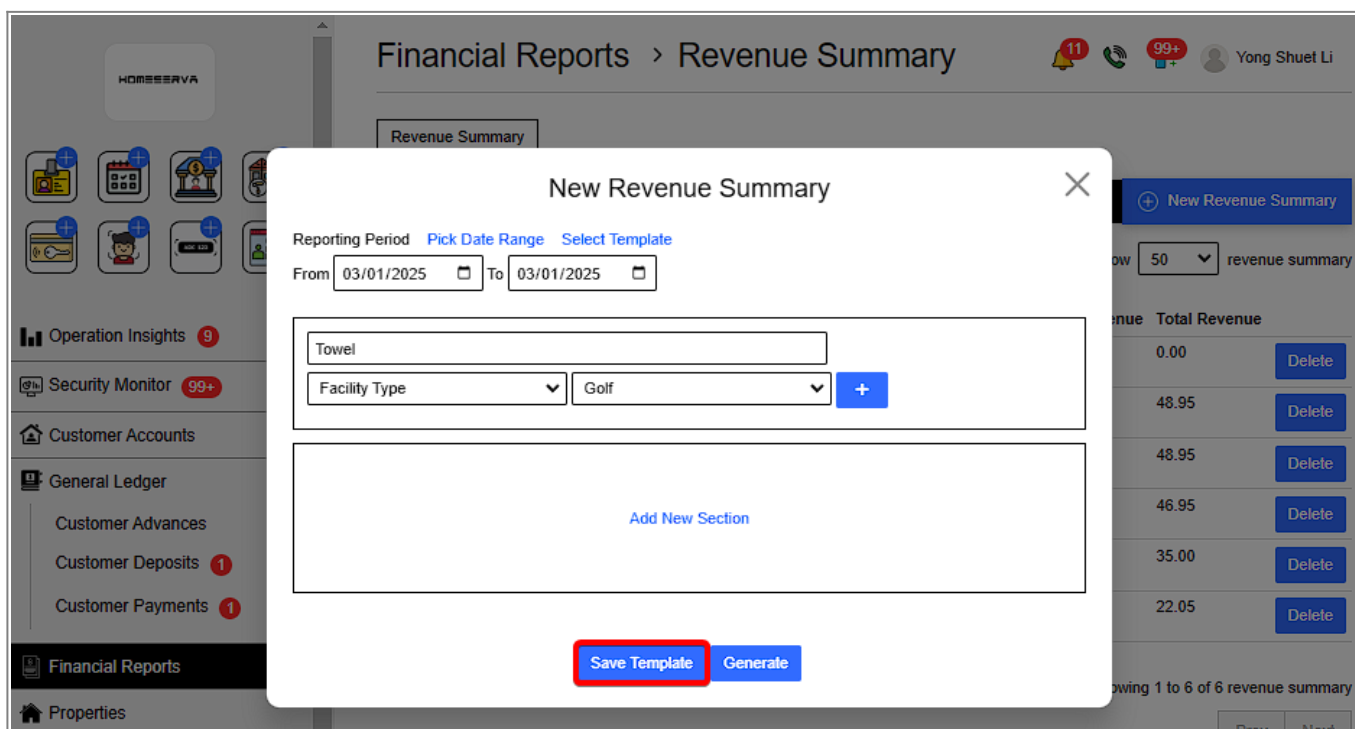 HOMESERVA
Financial Reports > Revenue Summary
11
99+
Yong Shuet Li
Revenue Summary
New Revenue Summary
New Revenue Summary
Reporting Period Pick Date Range Select Template
From 03/01/2025 To 03/01/2025
50 revenue summary
Total Revenue
Towel
Facility Type Golf +
Add New Section
Save Template Generate
0.00 Delete
48.95 Delete
48.95 Delete
46.95 Delete
35.00 Delete
22.05 Delete
1 to 6 of 6 revenue summary
Operation Insights 9
Security Monitor 99+
Customer Accounts
General Ledger
Customer Advances
Customer Deposits 1
Customer Payments 1
Financial Reports
Properties